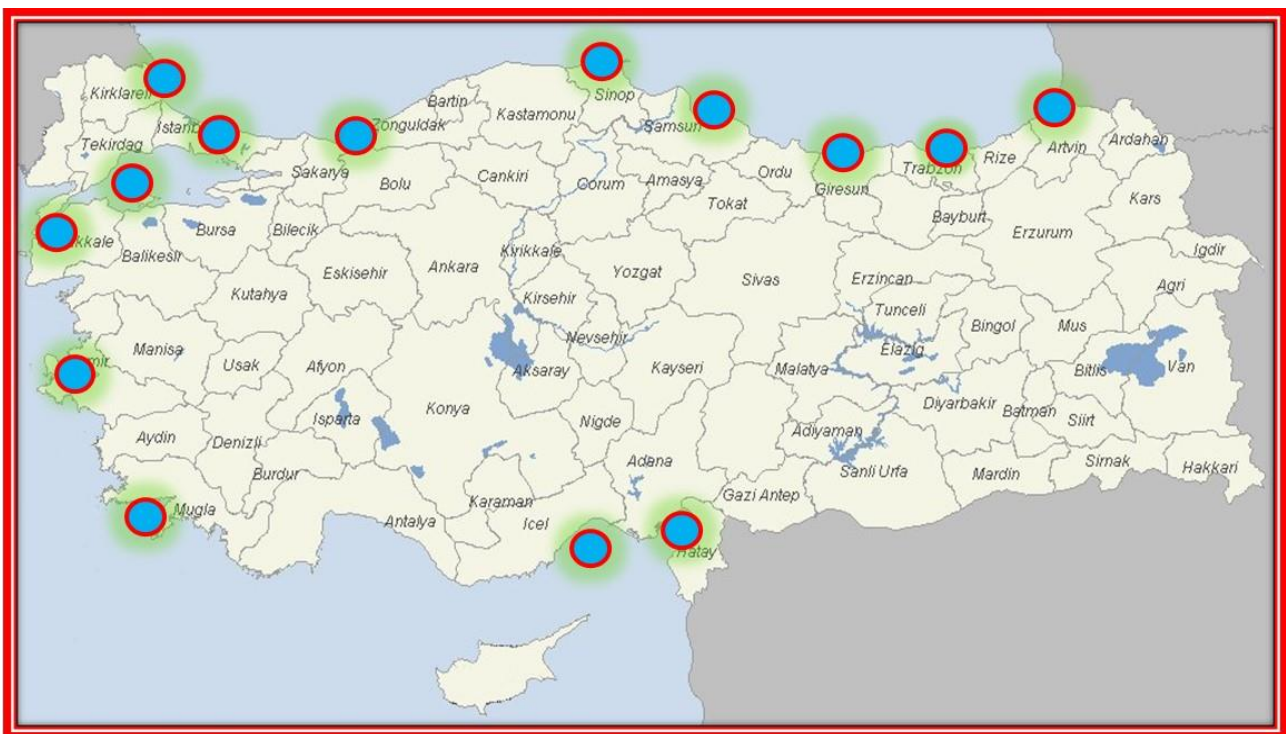 Kirklareli
Istanb
Tekirdag
Bartin
Zonguldak
Kastamonu
Sinop
Samsun
Sakarya
Bolu
Cankiri
Corum
Amasya
Ordu
Tokat
Giresun
Trabzon
Rize
Artvin
Ardahan
Kars
Bayburt
Erzurum
Igdir
kkale
Balikesir
Bursa
Bilecik
Eskisehir
Ankara
Kirikkale
Yozgat
Sivas
Erzincan
Agri
Kutahya
Kirsehir
Tunceli
Bingol
Mus
Nevsehir
Elazig
Manisa
Usak
Afyon
Aksaray
Kayseri
Malatya
Bitlis
Van
mir
Isparta
Konya
Nigde
Diyarbakir
Batman
Siirt
Aydin
Denizli
Adiyaman
Burdur
Adana
Sanli Urfa
Mardin
Sirnak
Hakkari
Gazi Antep
Mugla
Antalya
Karaman
Icel
Hatay